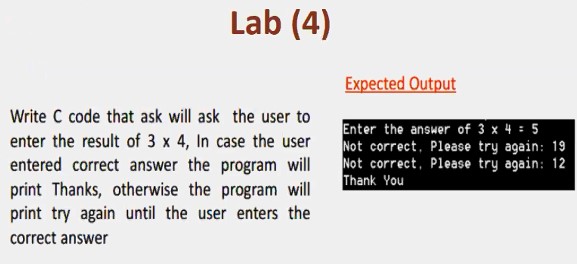 Lab (4)
Expected Output
Write C code that ask will ask the user to
enter the result of 3 x 4, In case the user
entered correct answer the program will
print Thanks, otherwise the program will
print try again until the user enters the
correct answer
Enter the answer of 3 x 4 = 5
Not correct, Please try again: 19
Not correct, Please try again: 12
Thank You